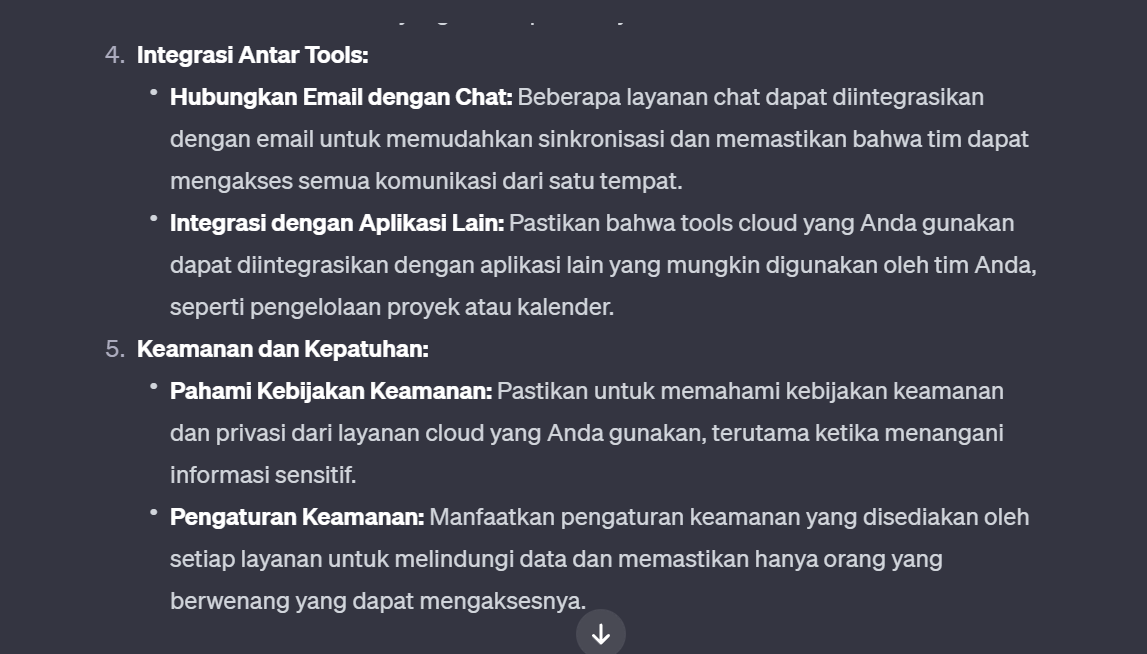 4. Integrasi Antar Tools:
• Hubungkan Email dengan Chat: Beberapa layanan chat dapat diintegrasikan
dengan email untuk memudahkan sinkronisasi dan memastikan bahwa tim dapat
mengakses semua komunikasi dari satu tempat.
• Integrasi dengan Aplikasi Lain: Pastikan bahwa tools cloud yang Anda gunakan
dapat diintegrasikan dengan aplikasi lain yang mungkin digunakan oleh tim Anda,
seperti pengelolaan proyek atau kalender.
5. Keamanan dan Kepatuhan:
• Pahami Kebijakan Keamanan: Pastikan untuk memahami kebijakan keamanan
dan privasi dari layanan cloud yang Anda gunakan, terutama ketika menangani
informasi sensitif.
• Pengaturan Keamanan: Manfaatkan pengaturan keamanan yang disediakan oleh
setiap layanan untuk melindungi data dan memastikan hanya orang yang
berwenang yang dapat mengaksesnya.